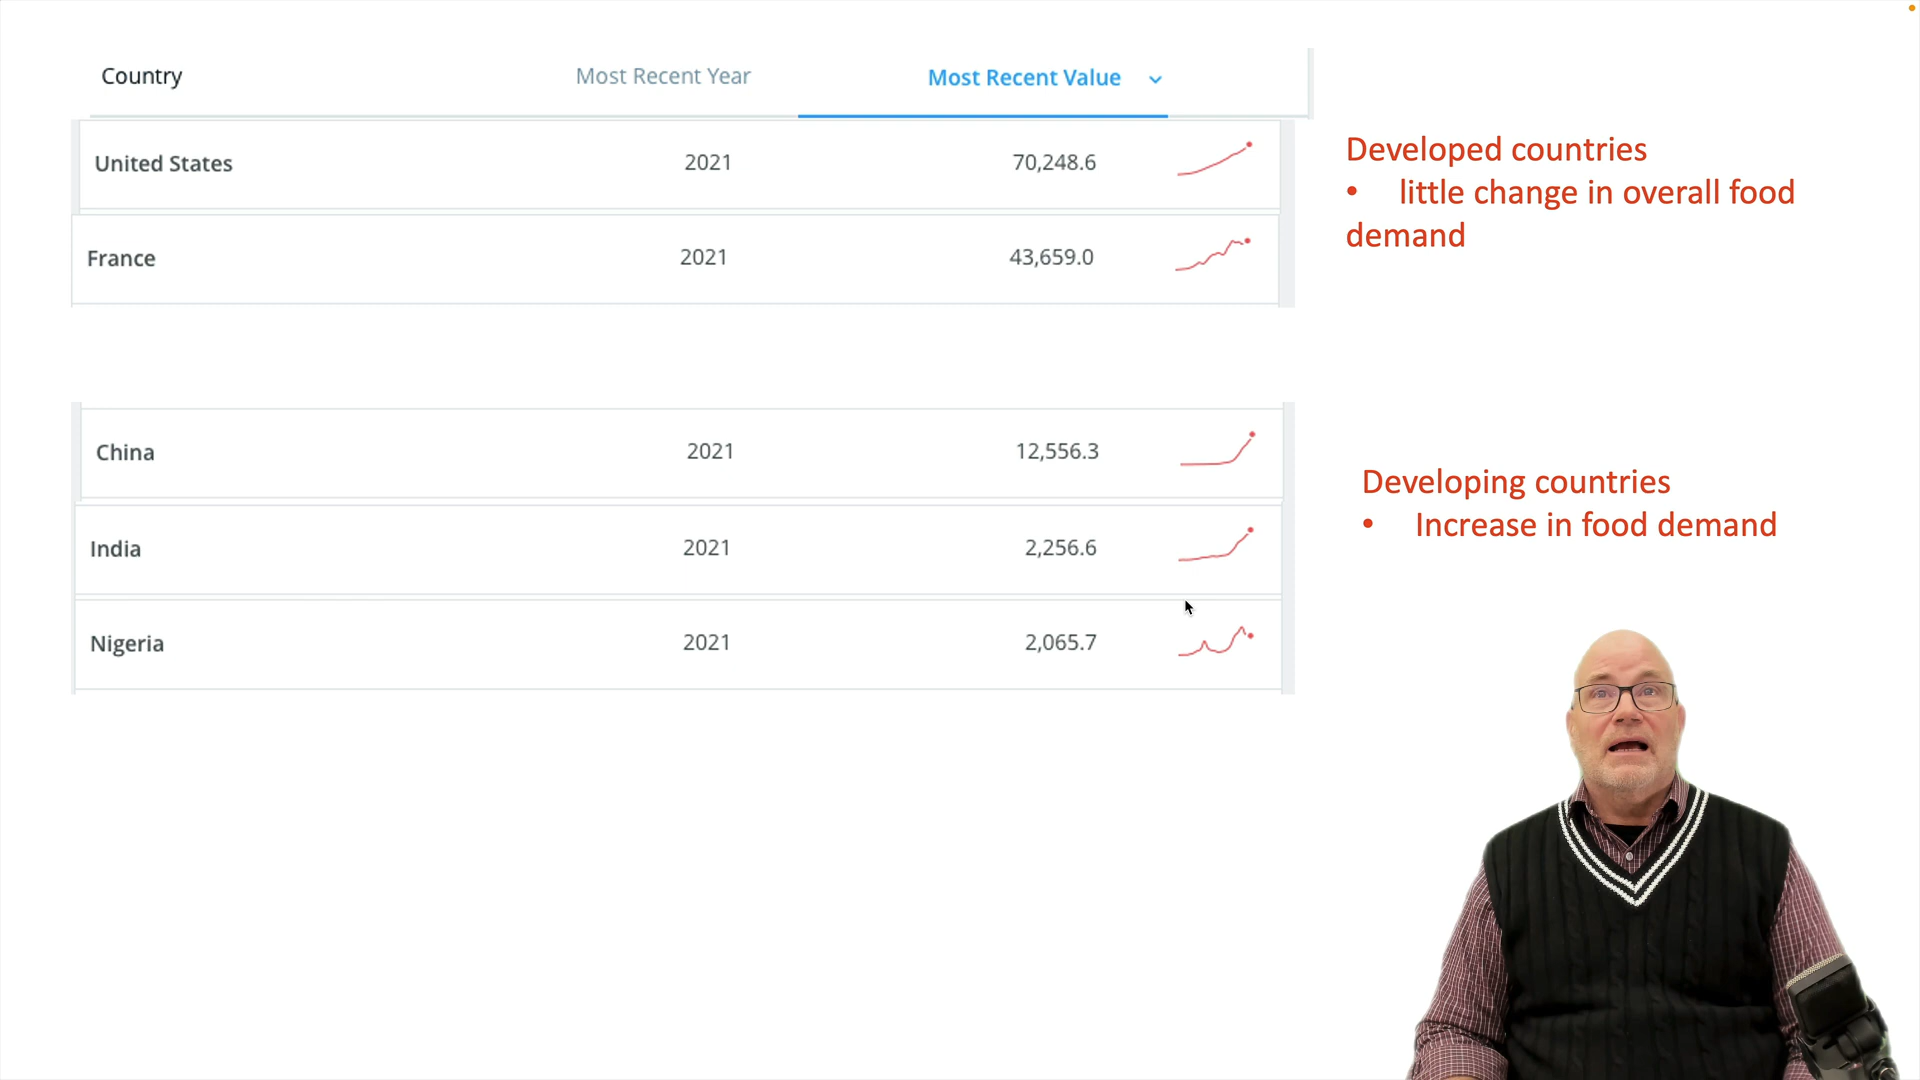 Country Most Recent Year Most Recent Value
United States 2021 70,248.6
France 2021 43,659.0
Developed countries
• little change in overall food
demand
China 2021 12,556.3
India 2021 2,256.6
Nigeria 2021 2,065.7
Developing countries
• Increase in food demand